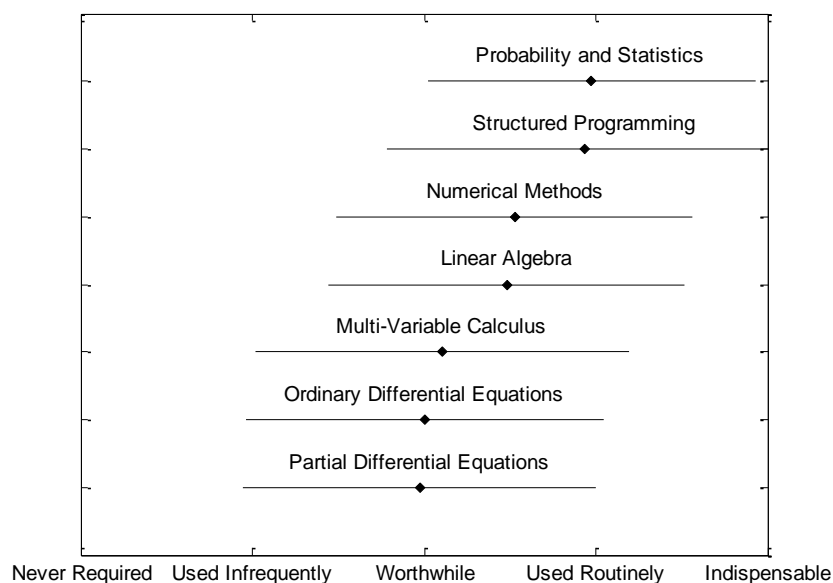 Probability and Statistics
Structured Programming
Numerical Methods
Linear Algebra
Multi-Variable Calculus
Ordinary Differential Equations
Partial Differential Equations
Never Required Used Infrequently Worthwhile Used Routinely Indispensable